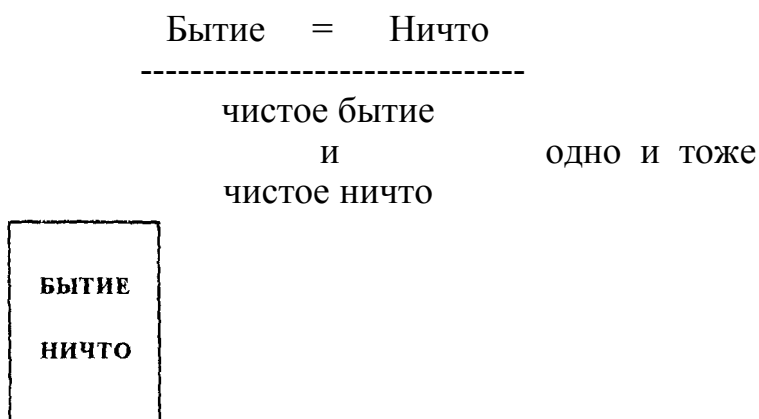 Бытие = Ничто
-------------------------------
чистое бытие
и одно и тоже
чистое ничто
БЫТИЕ
НИЧТО